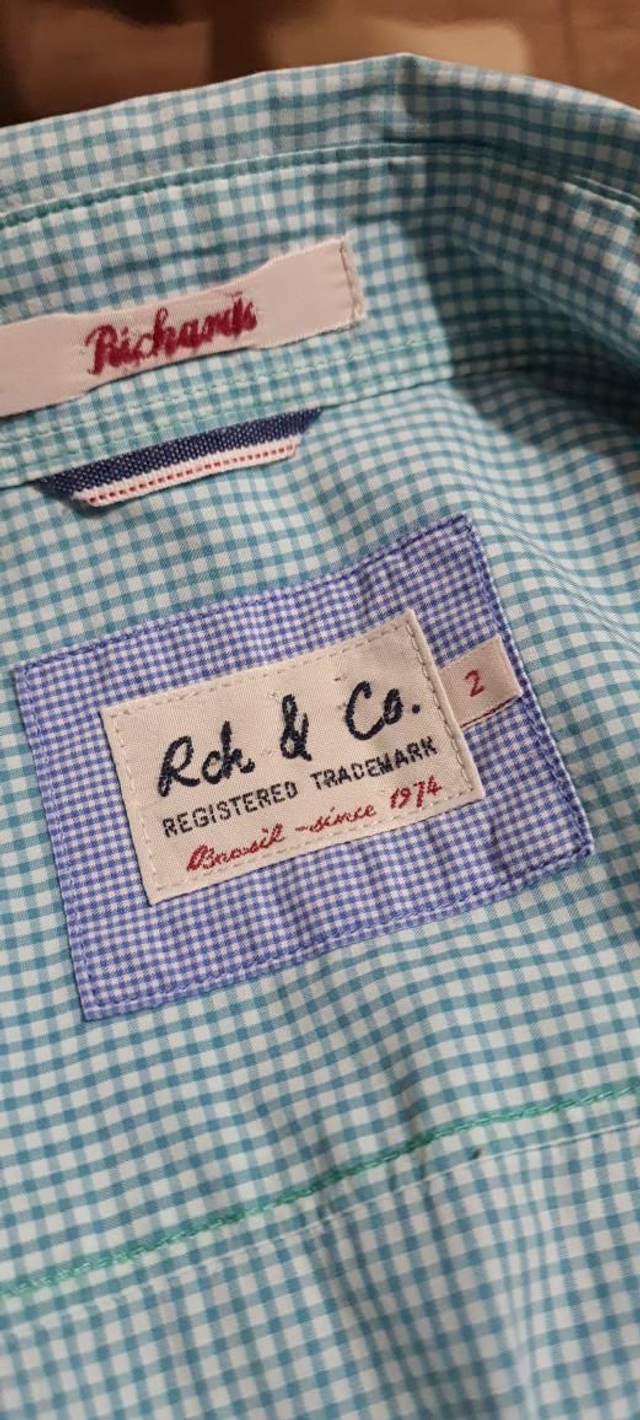 Richards
Rch & Co.
2
REGISTERED TRADEMARK
Brasil - since 1974